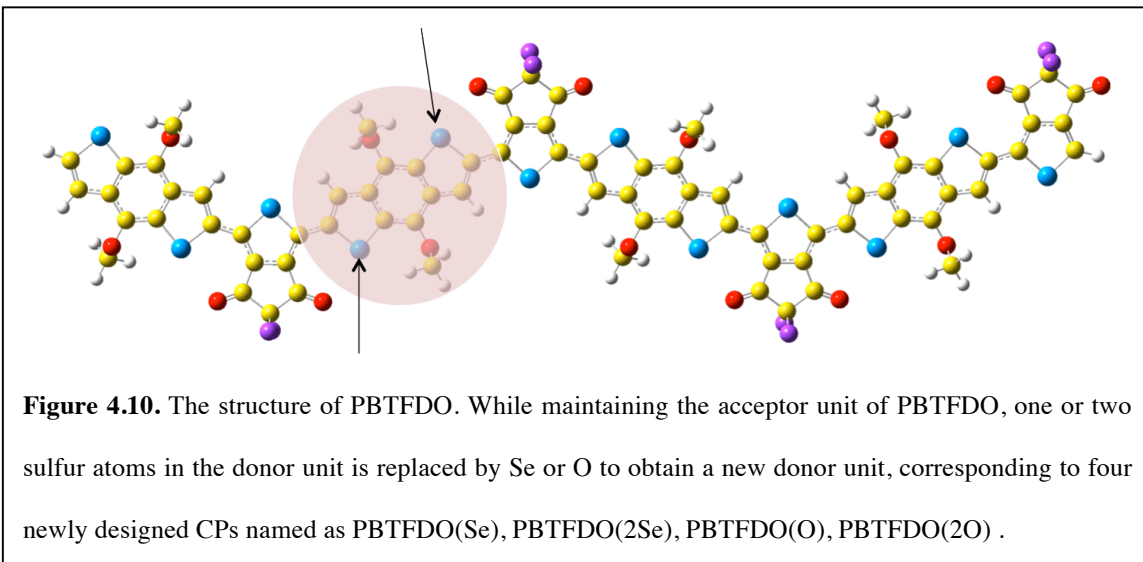 Figure 4.10. The structure of PBTFDO. While maintaining the acceptor unit of PBTFDO, one or two
sulfur atoms in the donor unit is replaced by Se or O to obtain a new donor unit, corresponding to four
newly designed CPs named as PBTFDO(Se), PBTFDO(2Se), PBTFDO(O), PBTFDO(2O) .